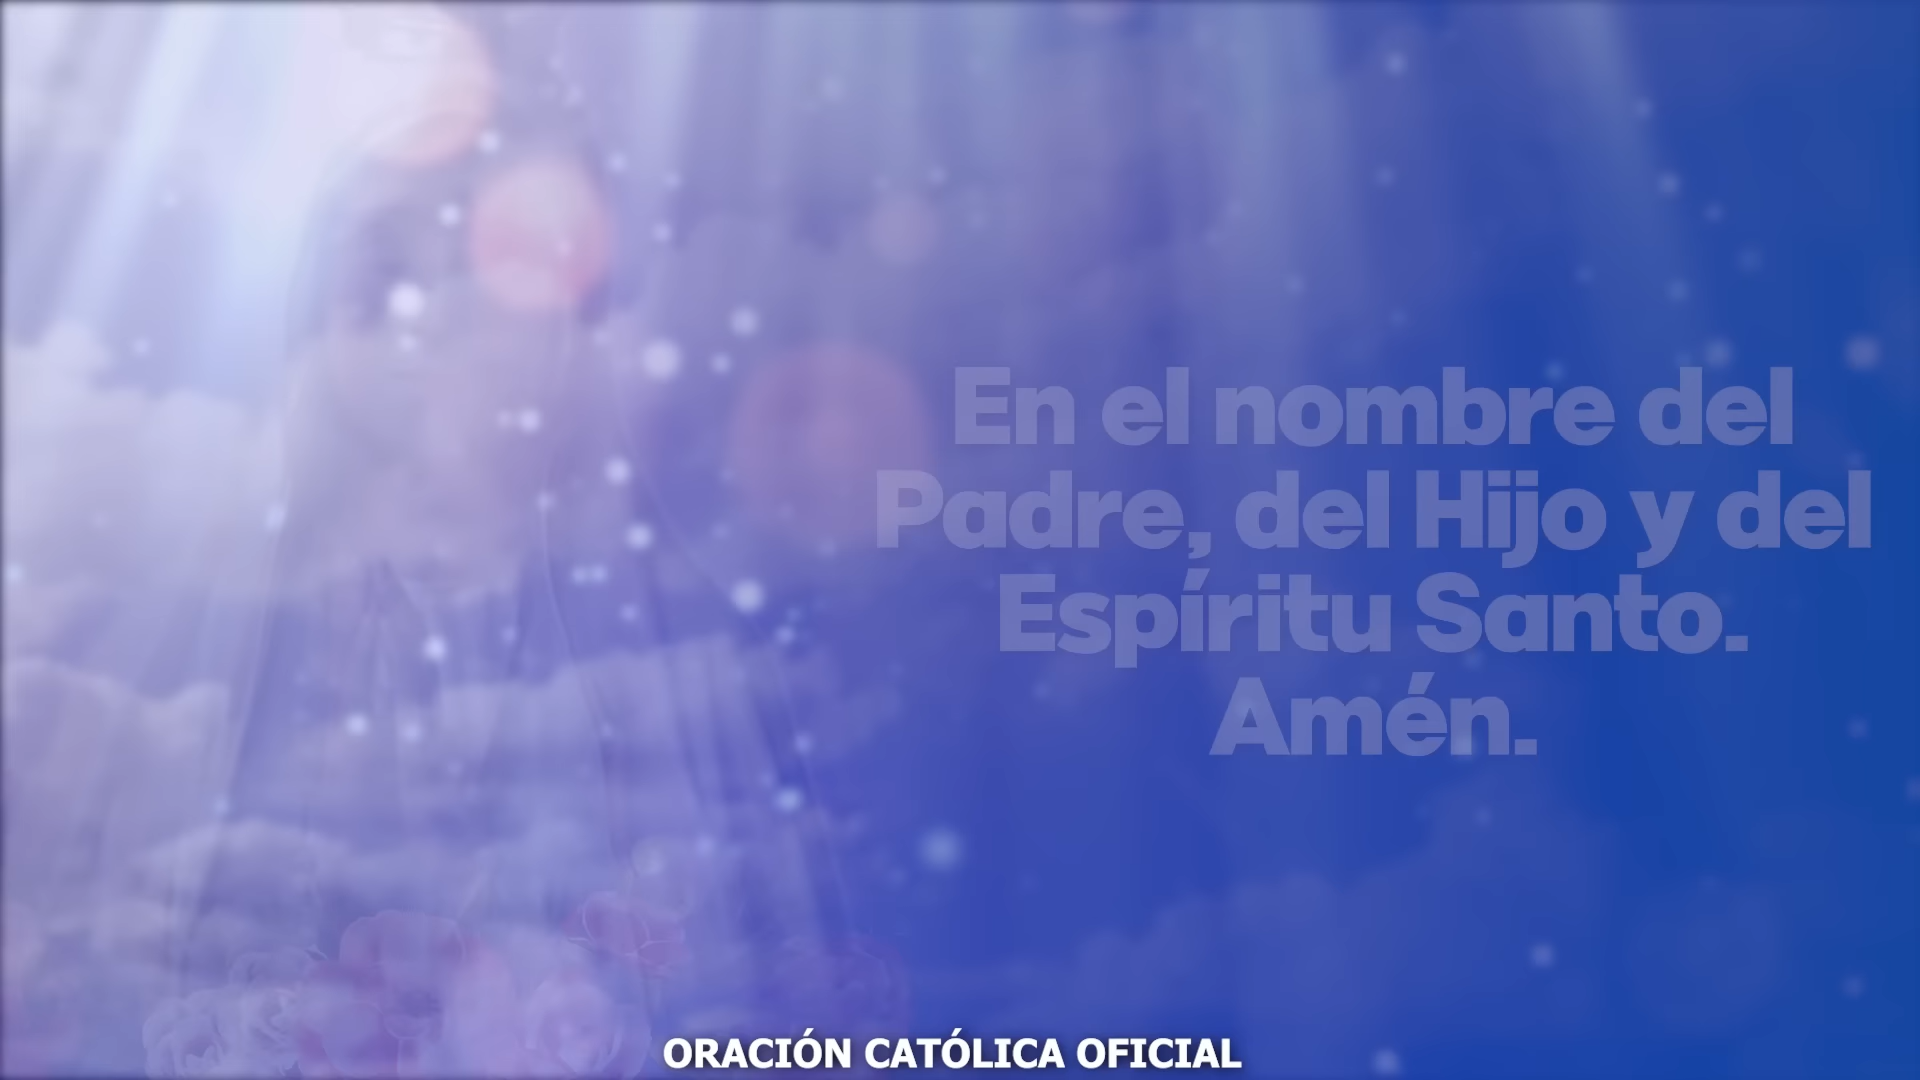 En el nombre del
Padre, del Hijo y del
Espíritu Santo.
Amén.
ORACIÓN CATÓLICA OFICIAL